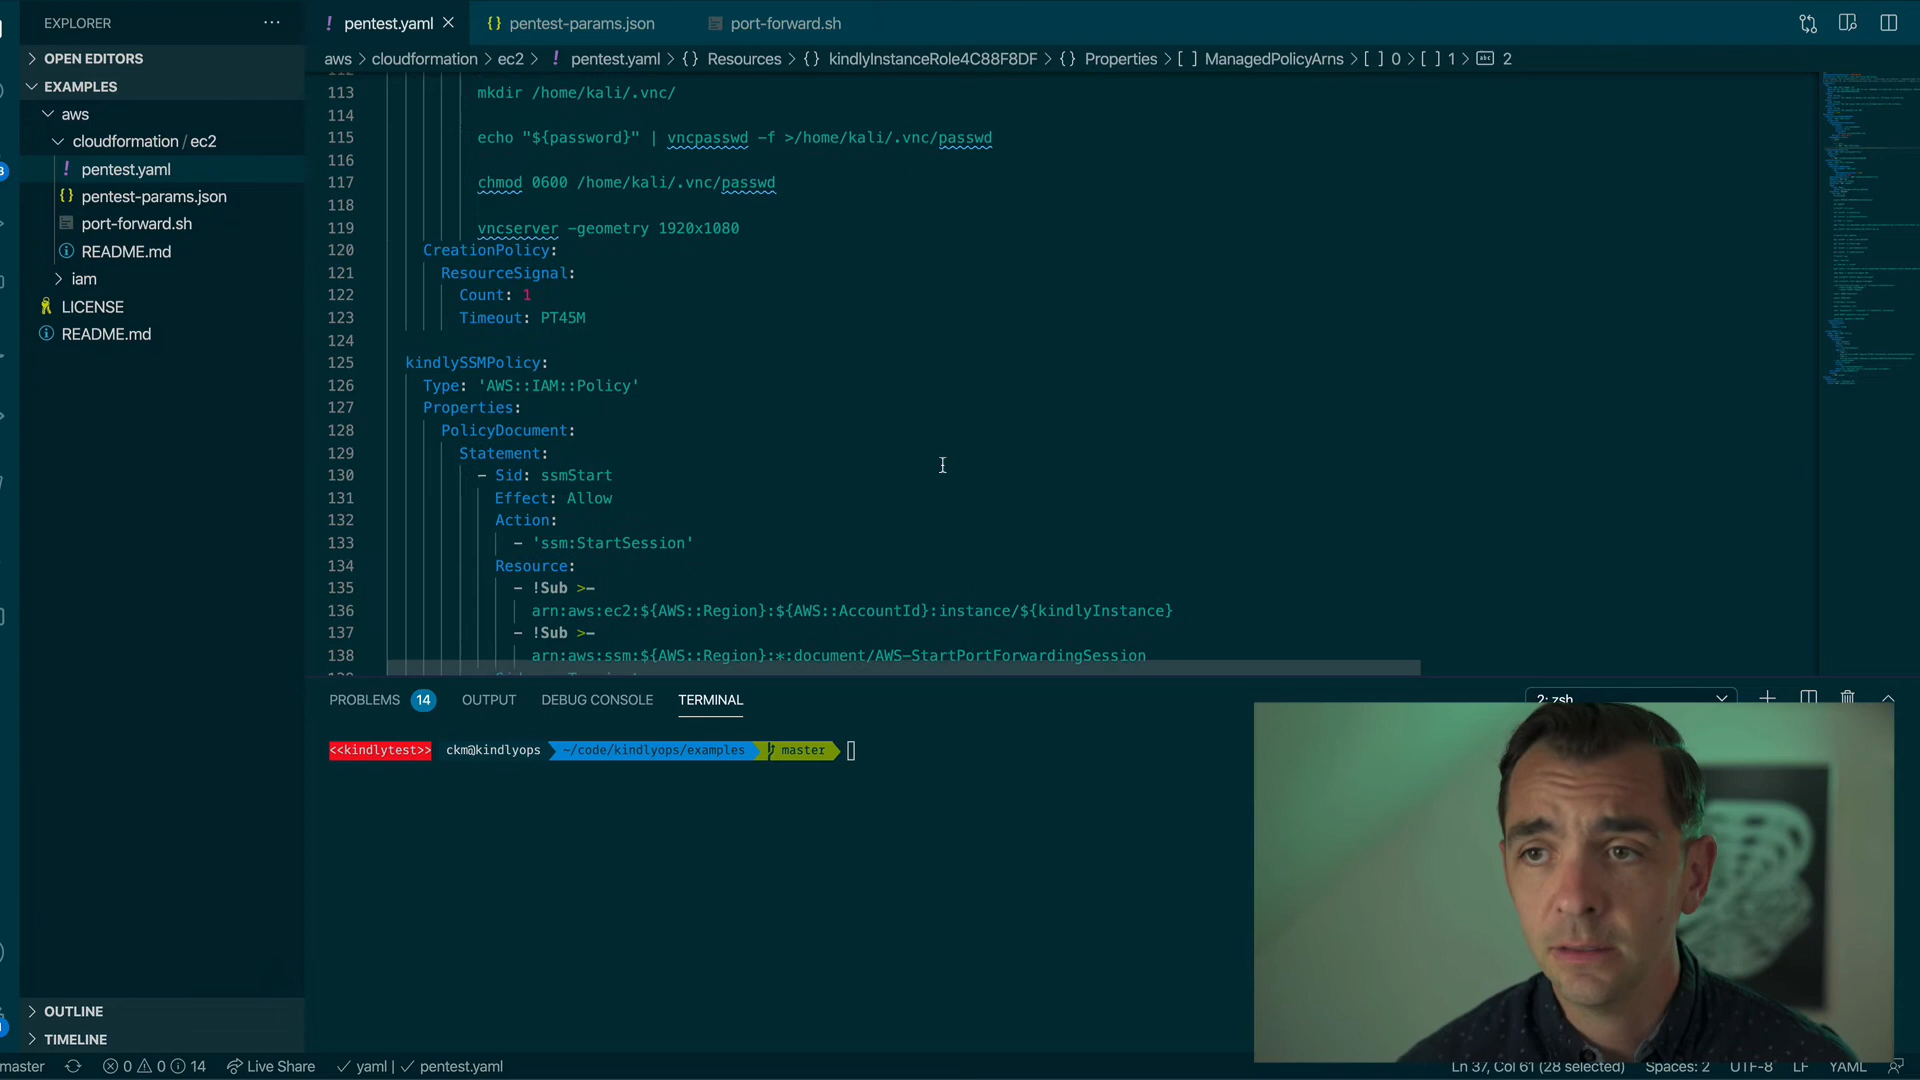 EXPLORER
OPEN EDITORS
EXAMPLES
aws
cloudformation / ec2
pentest.yaml
pentest-params.json
port-forward.sh
README.md
iam
LICENSE
README.md
OUTLINE
TIMELINE
pentest.yaml
pentest-params.json
port-forward.sh
aws > cloudformation > ec2 > ! pentest.yaml > {} Resources > {} kindlyInstanceRole4C88F8DF > {} Properties > [ ] ManagedPolicyArns > [ ] 0 > [ ] 1 > abc 2
113 mkdir /home/kali/.vnc/
114
115 echo "${password}" | vncpasswd -f >/home/kali/.vnc/passwd
116
117 chmod 0600 /home/kali/.vnc/passwd
118
119 vncserver -geometry 1920x1080
120 CreationPolicy:
121 ResourceSignal:
122 Count: 1
123 Timeout: PT45M
124
125 kindlySSMPolicy:
126 Type: 'AWS::IAM::Policy'
127 Properties:
128 PolicyDocument:
129 Statement:
130 - Sid: ssmStart
131 Effect: Allow
132 Action:
133 - 'ssm:StartSession'
134 Resource:
135 - !Sub >-
136 arn:aws:ec2:${AWS::Region}:${AWS::AccountId}:instance/${kindlyInstance}
137 - !Sub >-
138 arn:aws:ssm:${AWS::Region}:*:document/AWS-StartPortForwardingSession
PROBLEMS 14 OUTPUT DEBUG CONSOLE TERMINAL
2: zsh
<<kindlytest>> ckm@kindlyops ~/code/kindlyops/examples master
master 0 0 14 Live Share yaml | pentest.yaml
Ln 37, Col 61 (28 selected) Spaces: 2 UTF-8 LF YAML